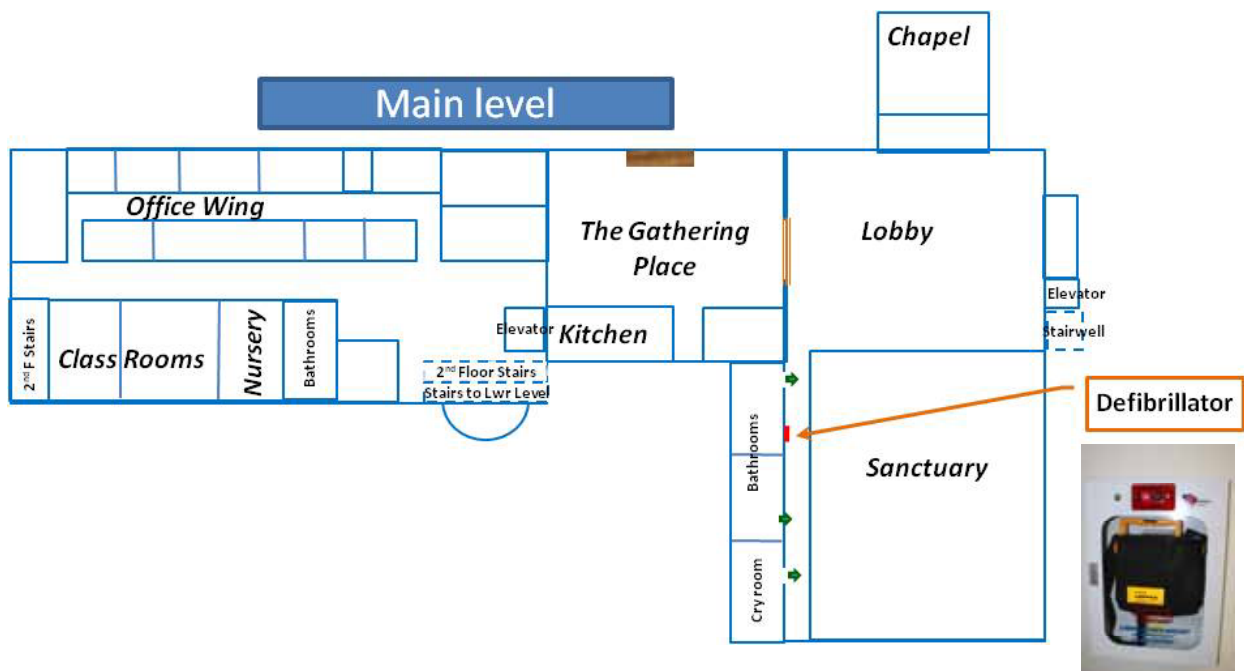 Chapel
Main level
Office Wing
The Gathering
Place
Lobby
Elevator
Stairwell
Elevator
Kitchen
2nd F Stairs
Class Rooms
Nursery
Bathrooms
2nd Floor Stairs
Stairs to Lwr Level
Defibrillator
Bathrooms
Sanctuary
Cry room